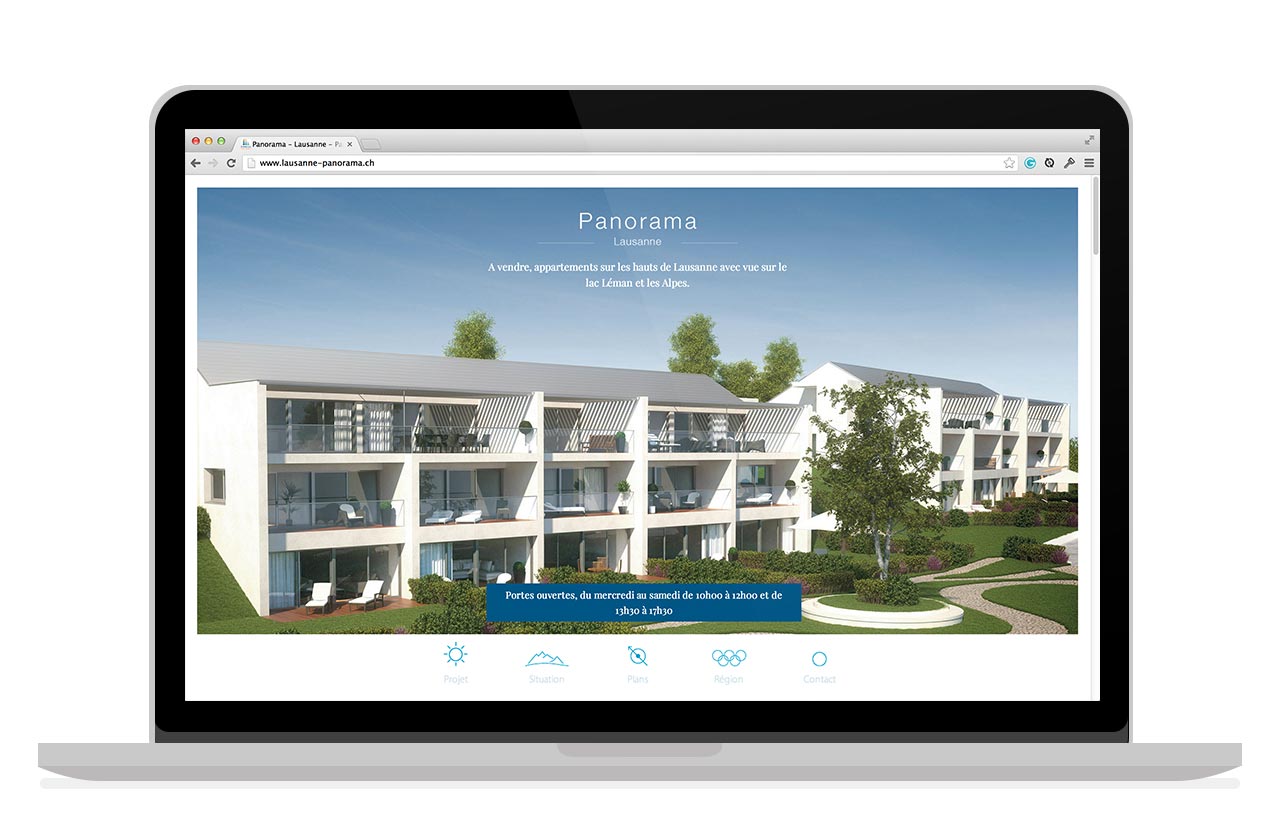 Panorama – Lausanne – Pa
www.lausanne-panorama.ch
Panorama
Lausanne
A vendre, appartements sur les hauts de Lausanne avec vue sur le
lac Léman et les Alpes.
Portes ouvertes, du mercredi au samedi de 10h00 à 12h00 et de
13h30 à 17h30
Projet Situation Plans Région Contact